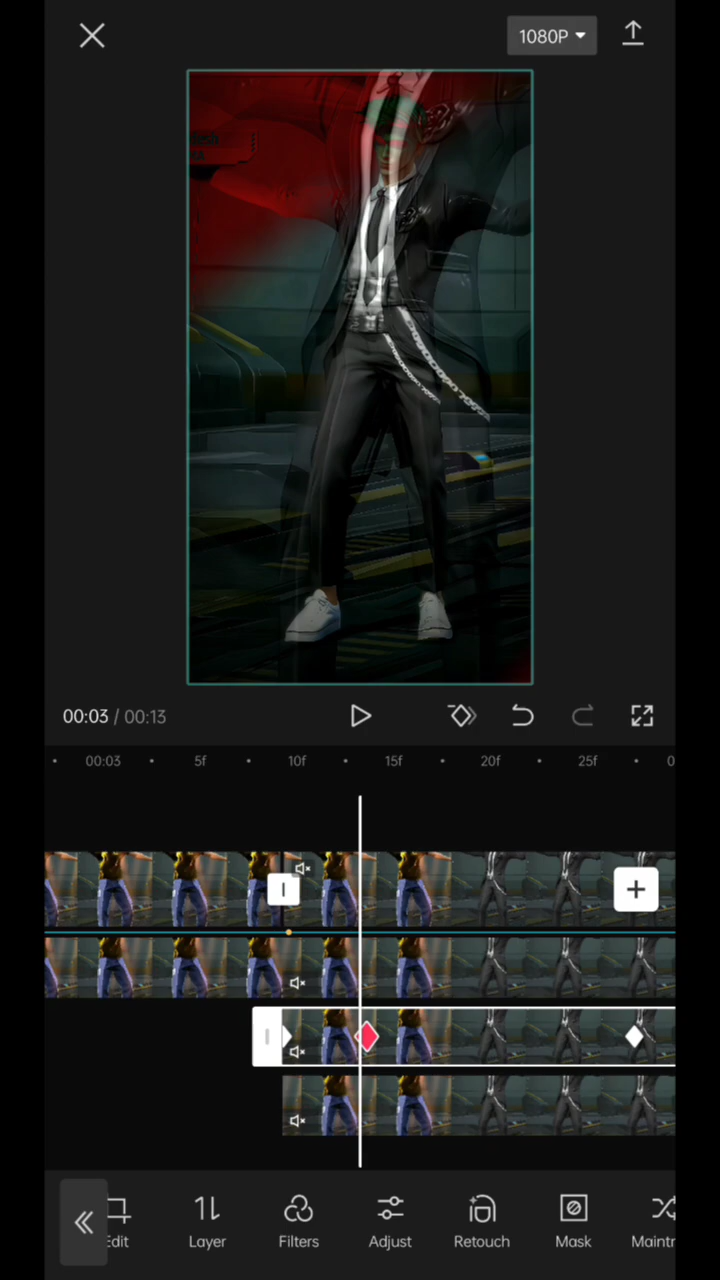 1080P
00:03 / 00:13
00:03 5f 10f 15f 20f 25f 0
Edit Layer Filters Adjust Retouch Mask Maintr